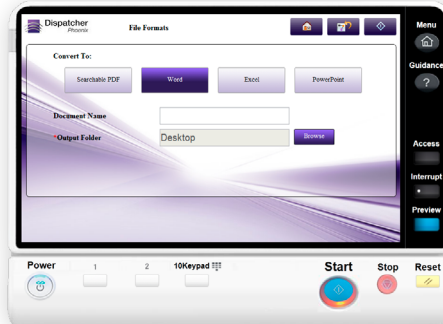 Dispatcher
Phoenix
File Formats
Menu
Convert To:
Searchable PDF Word Excel PowerPoint
Guidance
?
Document Name
*Output Folder Desktop Browse
Access
Interrupt
Preview
Power 1 2 10Keypad Start Stop Reset